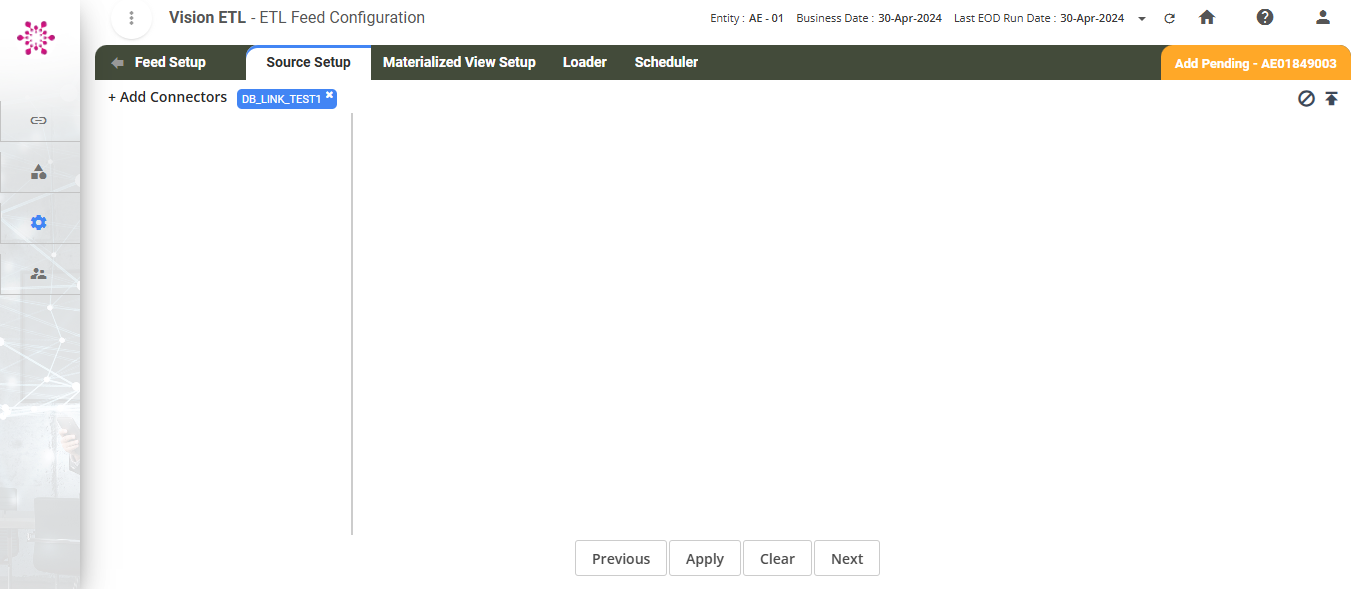 Vision ETL - ETL Feed Configuration
Entity : AE - 01 Business Date : 30-Apr-2024 Last EOD Run Date : 30-Apr-2024
Feed Setup Source Setup Materialized View Setup Loader Scheduler Add Pending - AE01849003
+ Add Connectors DB_LINK_TEST1
Previous Apply Clear Next